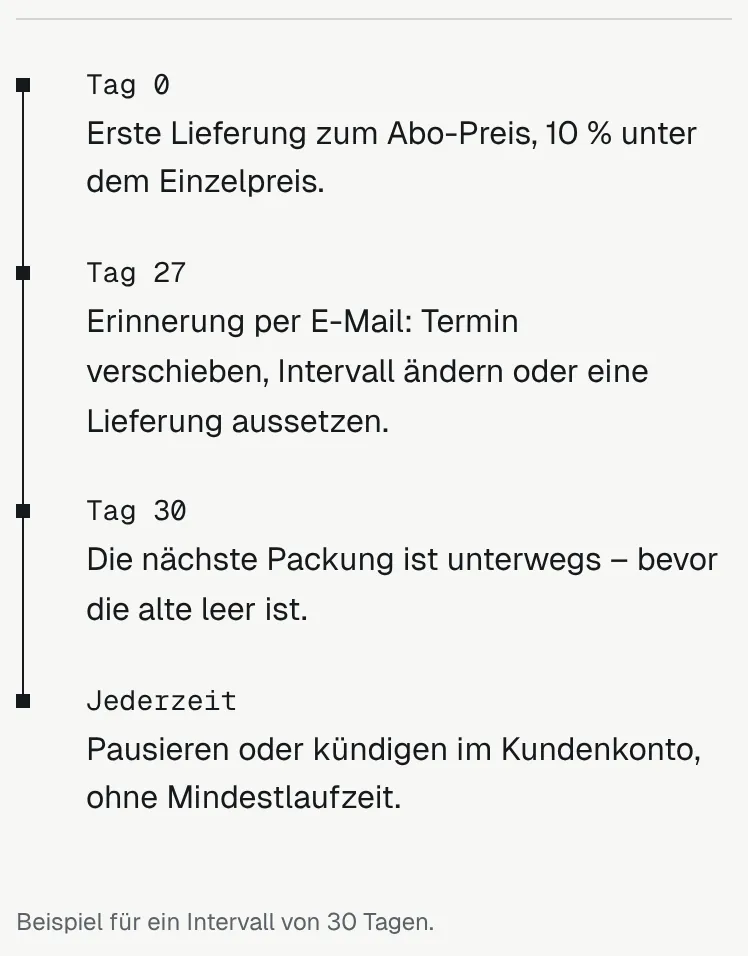 Tag 0
Erste Lieferung zum Abo-Preis, 10 % unter
dem Einzelpreis.
Tag 27
Erinnerung per E-Mail: Termin
verschieben, Intervall ändern oder eine
Lieferung aussetzen.
Tag 30
Die nächste Packung ist unterwegs – bevor
die alte leer ist.
Jederzeit
Pausieren oder kündigen im Kundenkonto,
ohne Mindestlaufzeit.
Beispiel für ein Intervall von 30 Tagen.